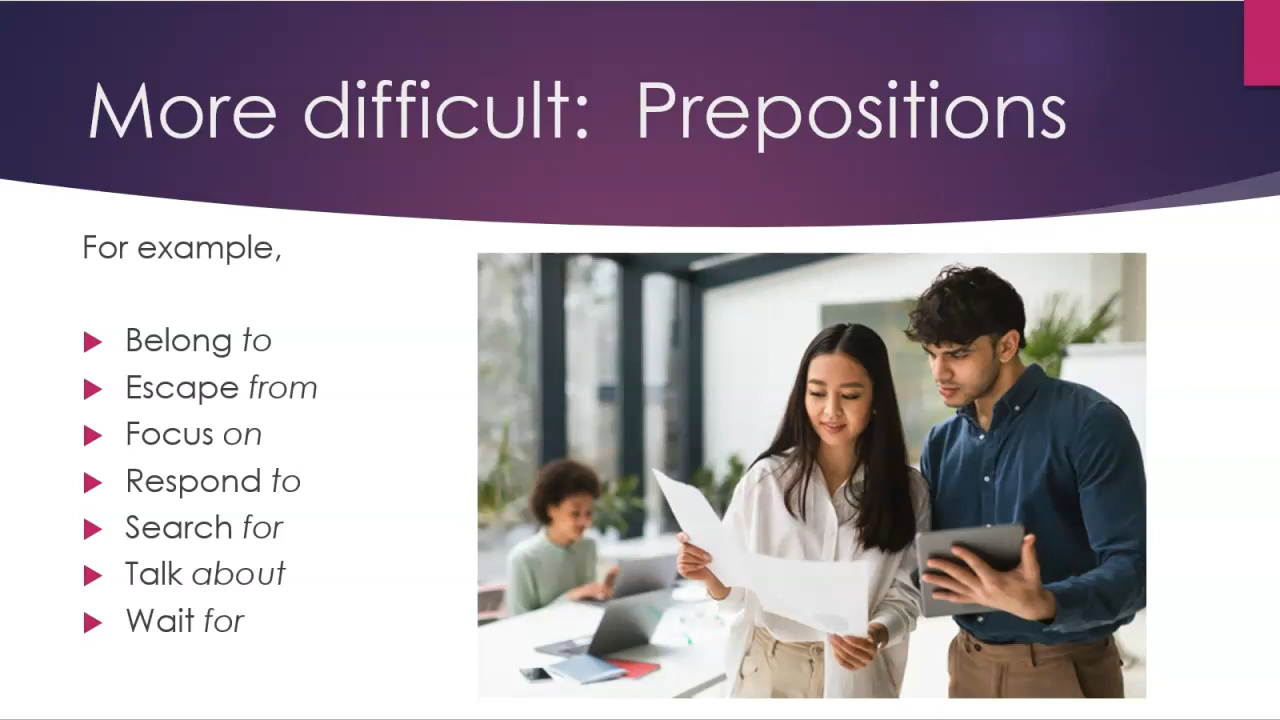 More difficult:  Prepositions
For example,
Belong to
Escape from
Focus on
Respond to
Search for
Talk about
Wait for